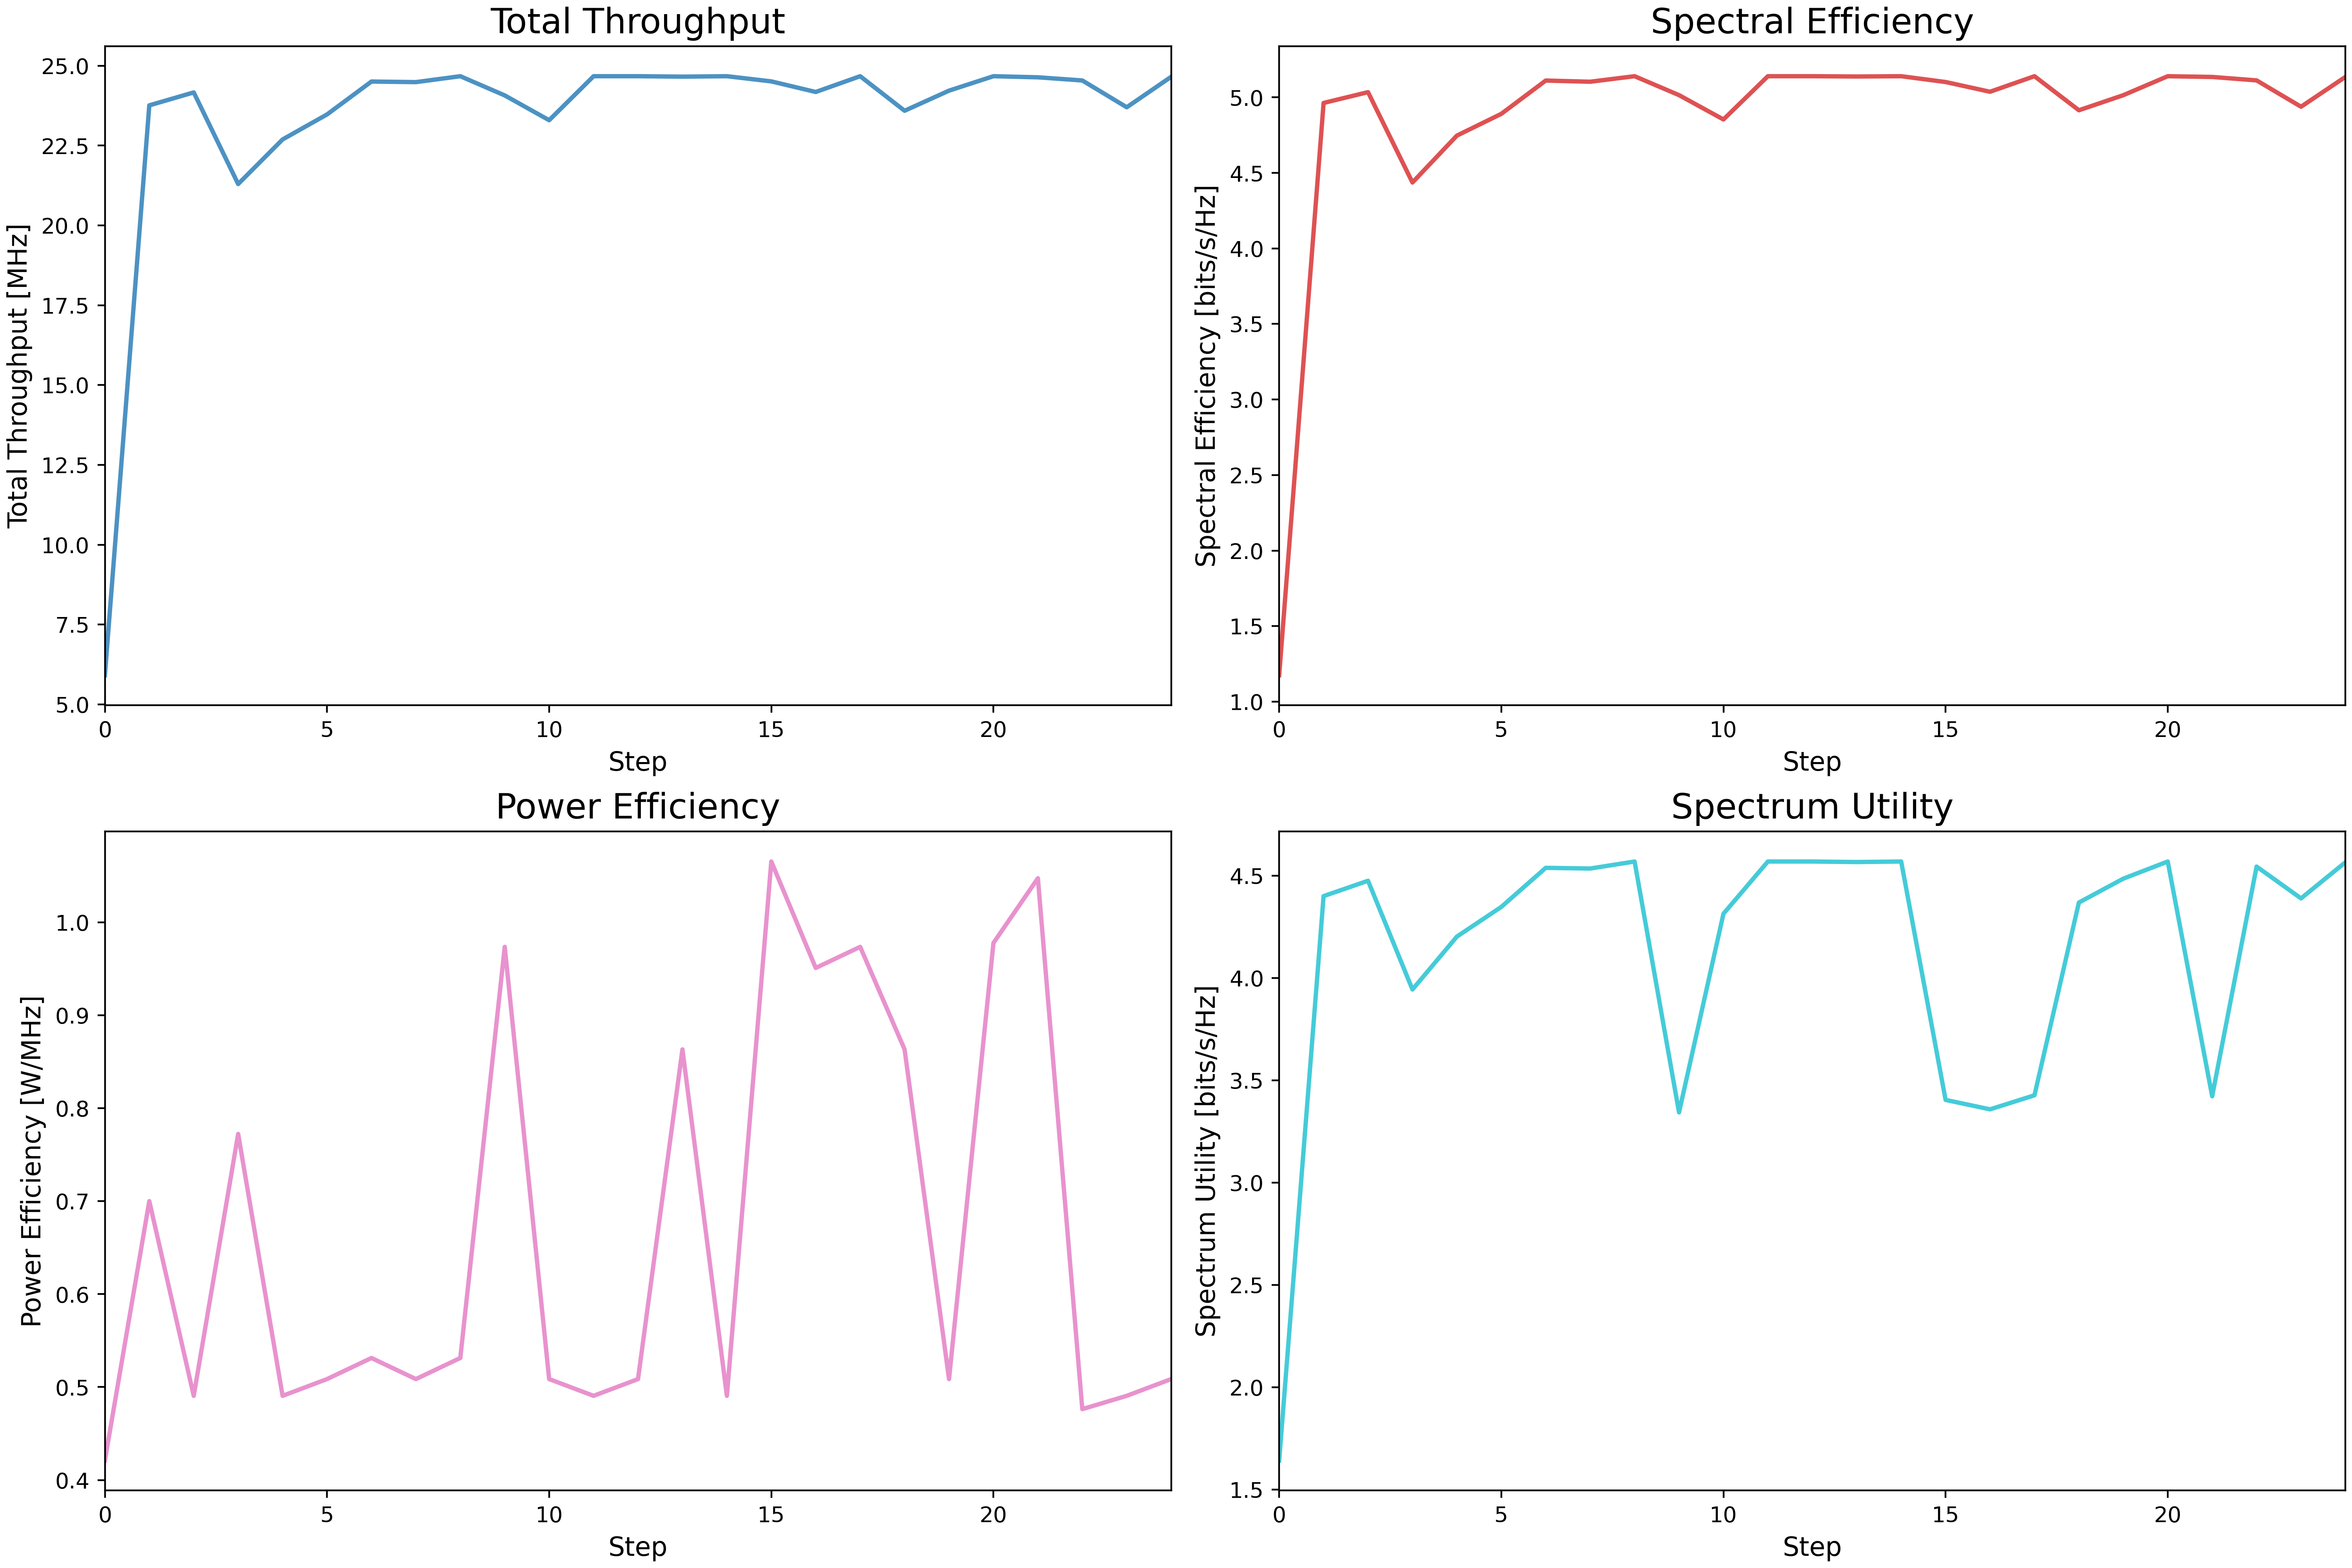 Total Throughput
Total Throughput [MHz]
25.0
22.5
20.0
17.5
15.0
12.5
10.0
7.5
5.0
0 5 10 15 20
Step
Spectral Efficiency
Spectral Efficiency [bits/s/Hz]
5.0
4.5
4.0
3.5
3.0
2.5
2.0
1.5
1.0
0 5 10 15 20
Step
Power Efficiency
Power Efficiency [W/MHz]
1.0
0.9
0.8
0.7
0.6
0.5
0.4
0 5 10 15 20
Step
Spectrum Utility
Spectrum Utility [bits/s/Hz]
4.5
4.0
3.5
3.0
2.5
2.0
1.5
0 5 10 15 20
Step